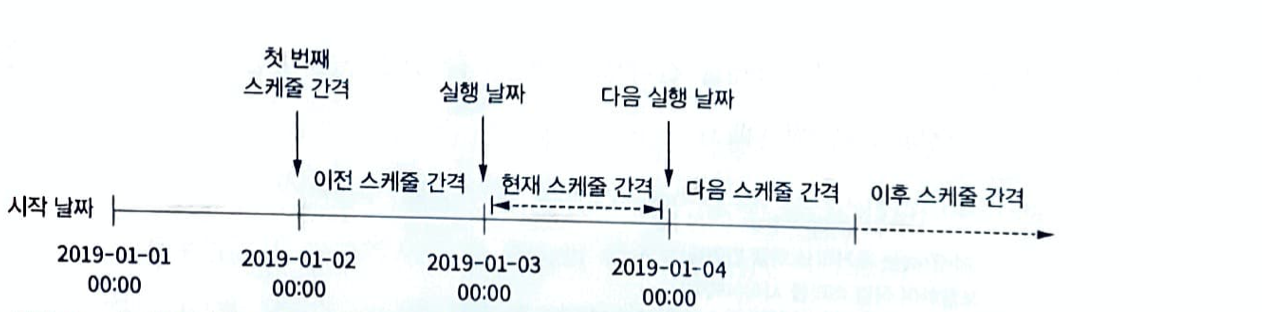 첫 번째
스케줄 간격
실행 날짜
다음 실행 날짜
이전 스케줄 간격
현재 스케줄 간격
다음 스케줄 간격
이후 스케줄 간격
시작 날짜
2019-01-01
00:00
2019-01-02
00:00
2019-01-03
00:00
2019-01-04
00:00